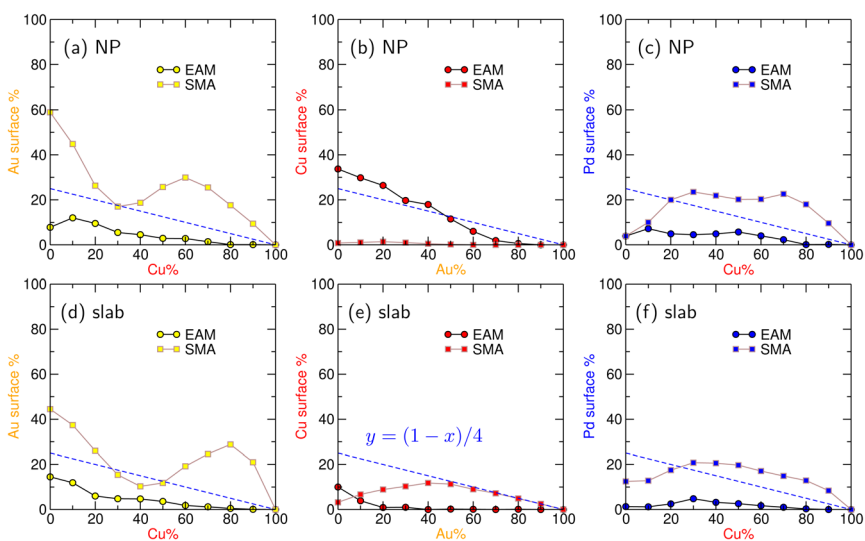 100
(a) NP
80
EAM
SMA
60
40
20
0
0 20 40 60 80 100
Au surface %
Cu%
100
(b) NP
80
EAM
SMA
60
40
20
0
0 20 40 60 80 100
Cu surface %
Au%
100
(c) NP
80
EAM
SMA
60
40
20
0
0 20 40 60 80 100
Pd surface %
Cu%
100
(d) slab
80
EAM
SMA
60
40
20
0
0 20 40 60 80 100
Au surface %
Cu%
100
(e) slab
80
EAM
SMA
60
40
y = (1 − x)/4
20
0
0 20 40 60 80 100
Cu surface %
Au%
100
(f) slab
80
EAM
SMA
60
40
20
0
0 20 40 60 80 100
Pd surface %
Cu%